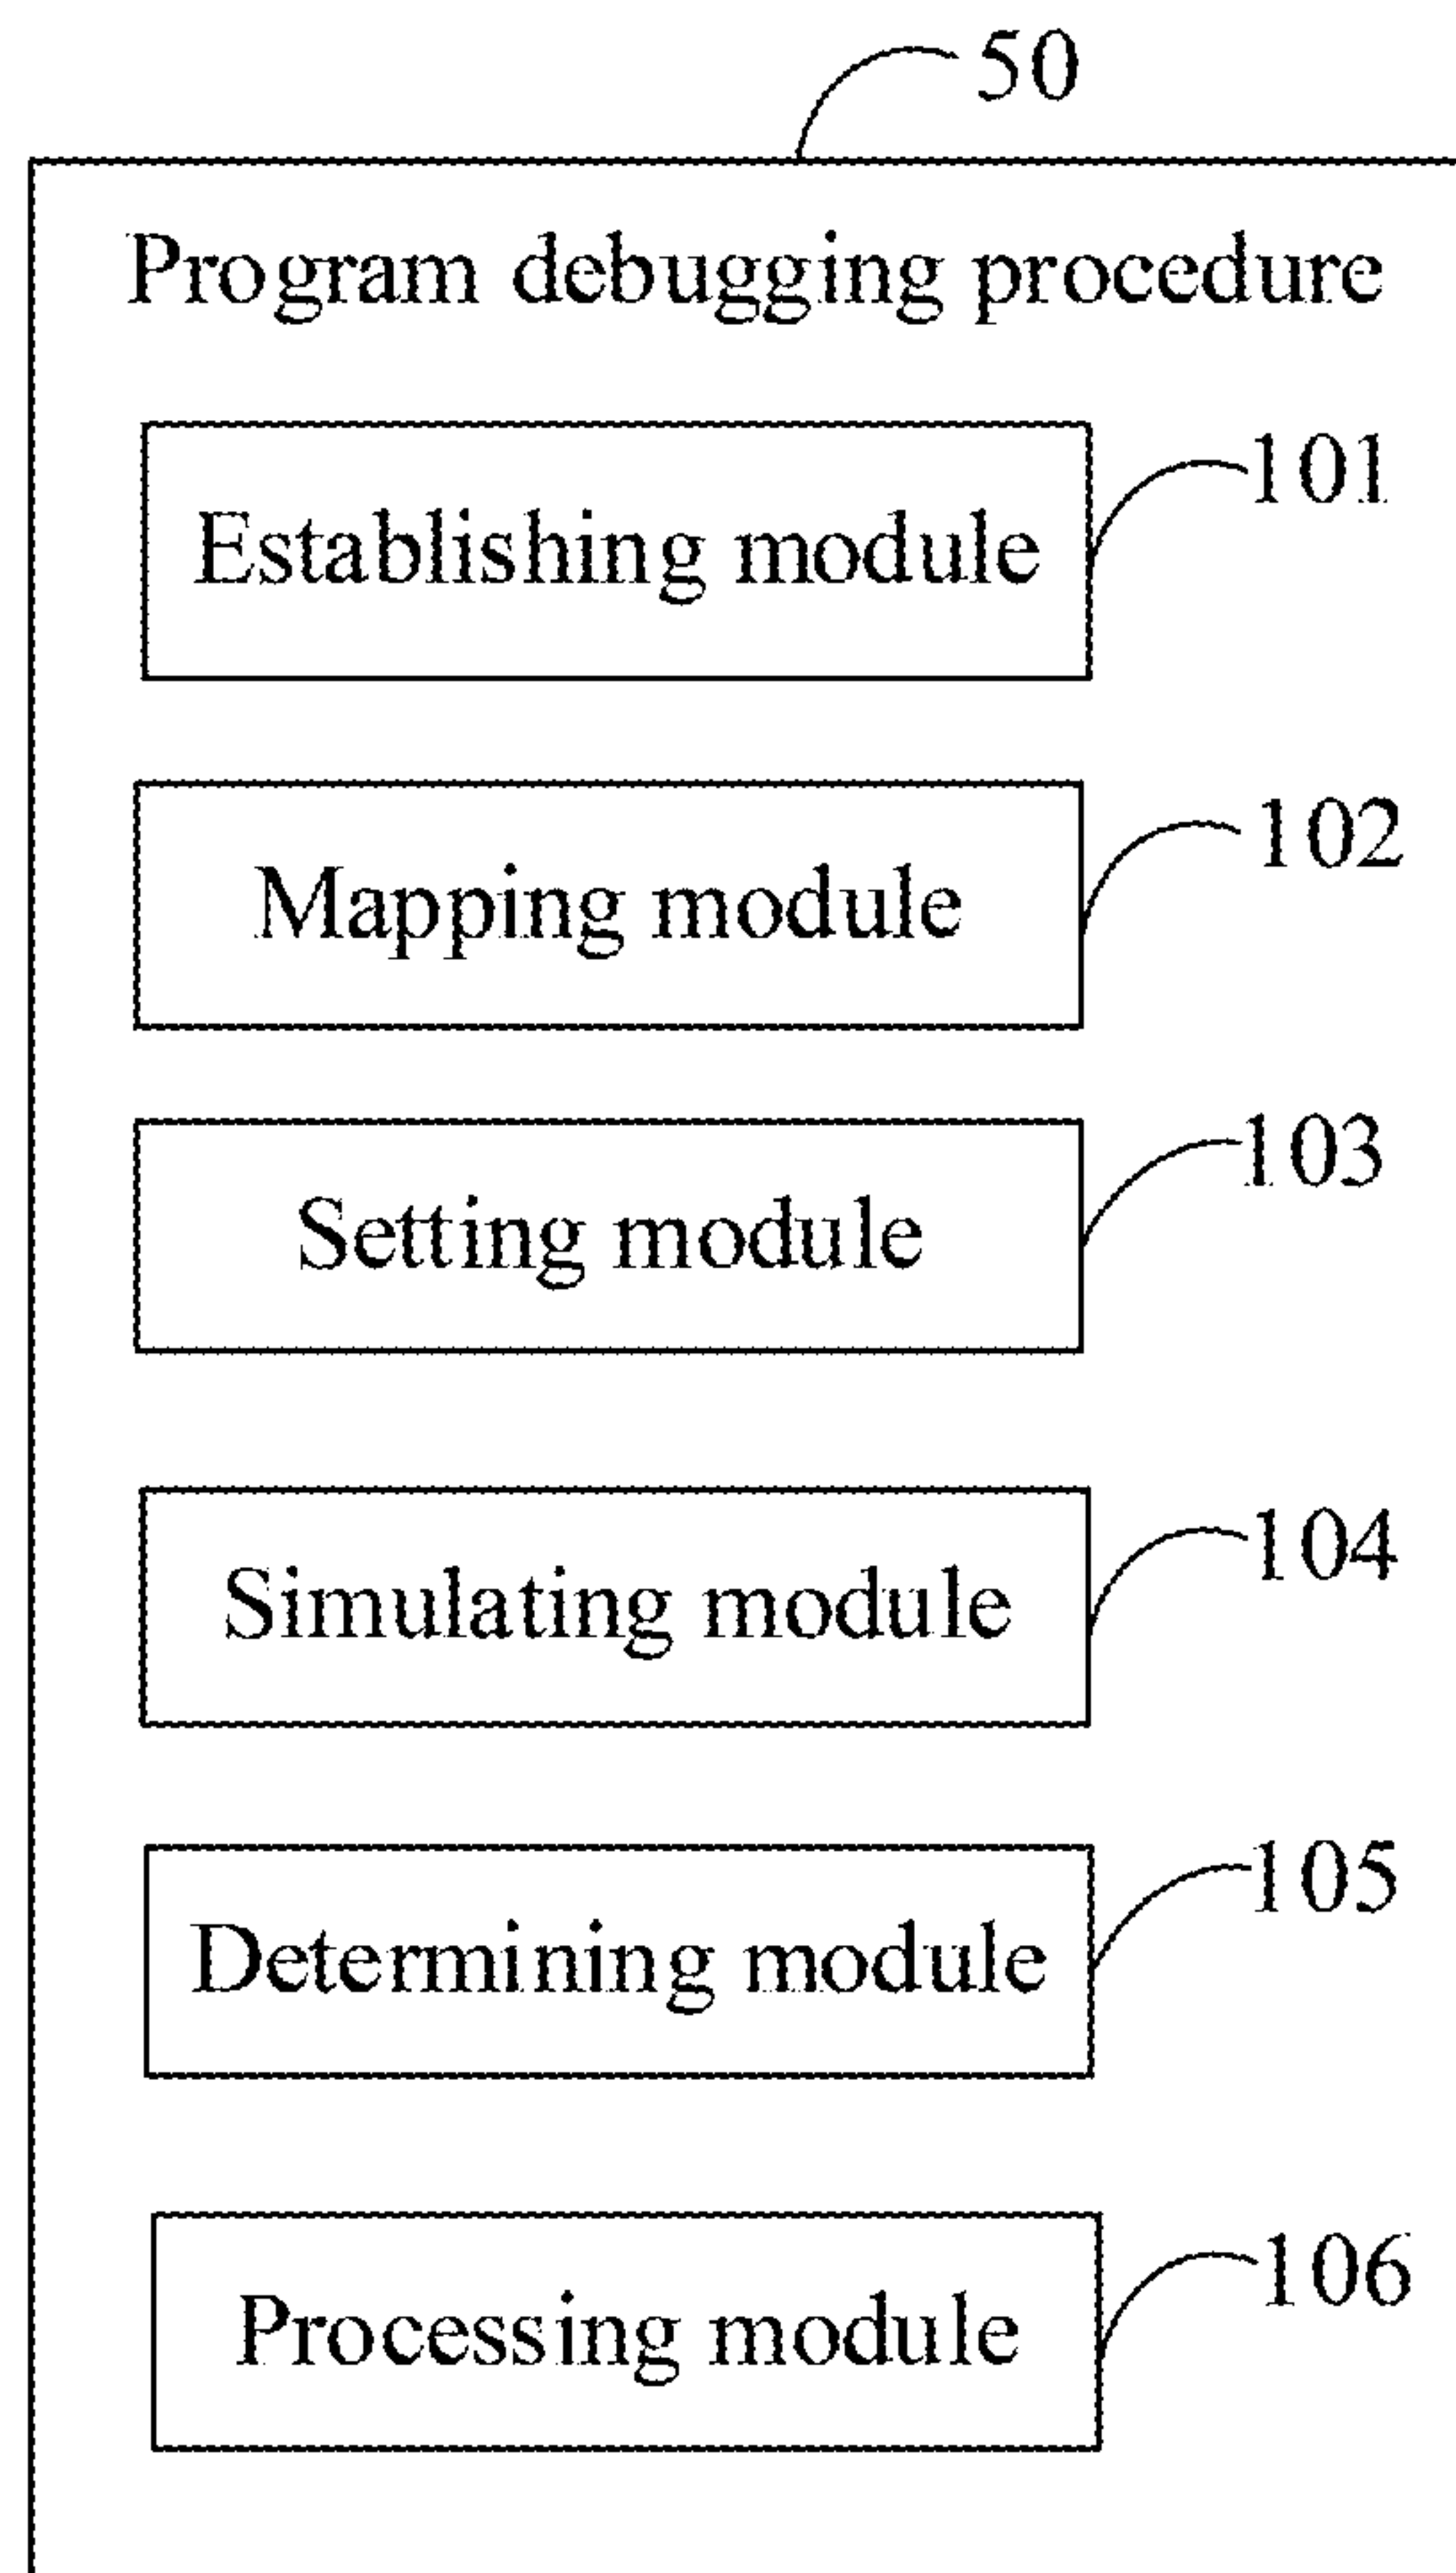 50
Program debugging procedure
101
Establishing module
102
Mapping module
103
Setting module
104
Simulating module
105
Determining module
106
Processing module